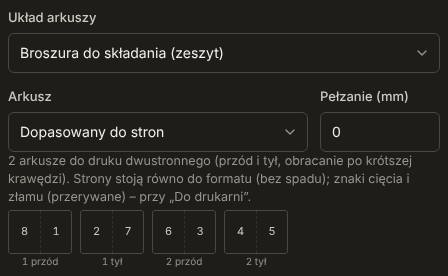 Układ arkuszy
Broszura do składania (zeszyt)
Arkusz Pełzanie (mm)
Dopasowany do stron 0
2 arkusze do druku dwustronnego (przód i tył, obracanie po krótszej
krawędzi). Strony stoją równo do formatu (bez spadu); znaki cięcia i
złamu (przerywane) – przy „Do drukarni”.
8 1 2 7 6 3 4 5
1 przód 1 tył 2 przód 2 tył